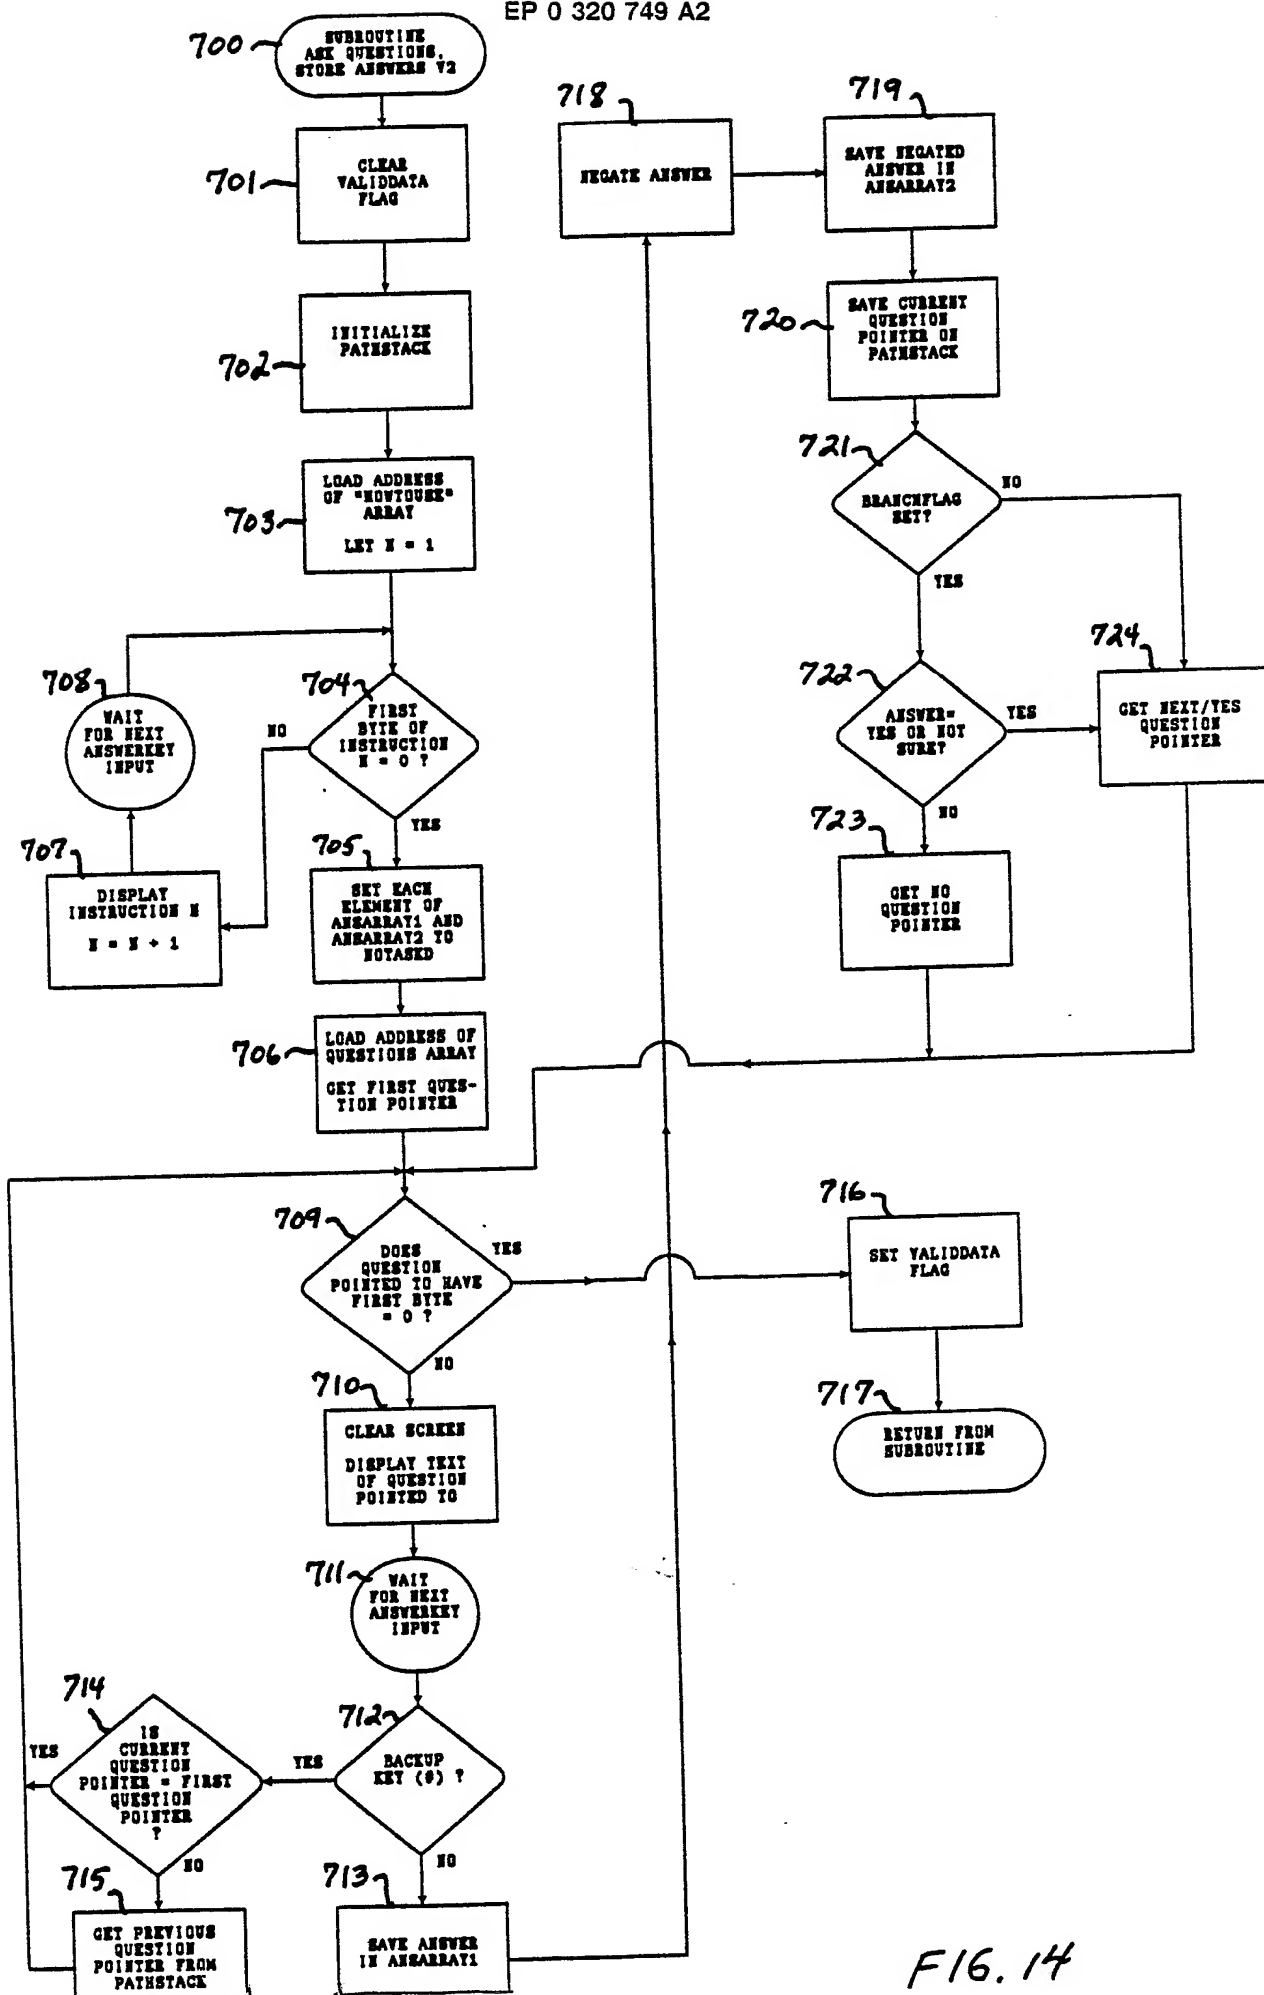 EP 0 320 749 A2
700
SUBROUTINE
ASK QUESTIONS,
STORE ANSWERS V2
701
CLEAR
VALIDDATA
FLAG
702
INITIALIZE
PATHSTACK
703
LOAD ADDRESS
OF "HOWTOUSE"
ARRAY
LET N = 1
704
FIRST
BYTE OF
INSTRUCTION
N = 0 ?
NO
YES
708
WAIT
FOR NEXT
ANSWERKEY
INPUT
707
DISPLAY
INSTRUCTION N
N = N + 1
705
SET EACH
ELEMENT OF
ANSARRAY1 AND
ANSARRAY2 TO
NOTASKD
706
LOAD ADDRESS OF
QUESTIONS ARRAY
GET FIRST QUES-
TION POINTER
709
DOES
QUESTION
POINTED TO HAVE
FIRST BYTE
= 0 ?
YES
NO
710
CLEAR SCREEN
DISPLAY TEXT
OF QUESTION
POINTED TO
711
WAIT
FOR NEXT
ANSWERKEY
INPUT
712
BACKUP
KEY (#) ?
YES
NO
714
IS
CURRENT
QUESTION
POINTER = FIRST
QUESTION
POINTER
?
YES
NO
715
GET PREVIOUS
QUESTION
POINTER FROM
PATHSTACK
713
SAVE ANSWER
IN ANSARRAY1
718
NEGATE ANSWER
719
SAVE NEGATED
ANSWER IN
ANSARRAY2
720
SAVE CURRENT
QUESTION
POINTER ON
PATHSTACK
721
BRANCHFLAG
SET?
NO
YES
722
ANSWER=
YES OR NOT
SURE?
YES
NO
724
GET NEXT/YES
QUESTION
POINTER
723
GET NO
QUESTION
POINTER
716
SET VALIDDATA
FLAG
717
RETURN FROM
SUBROUTINE
FIG. 14